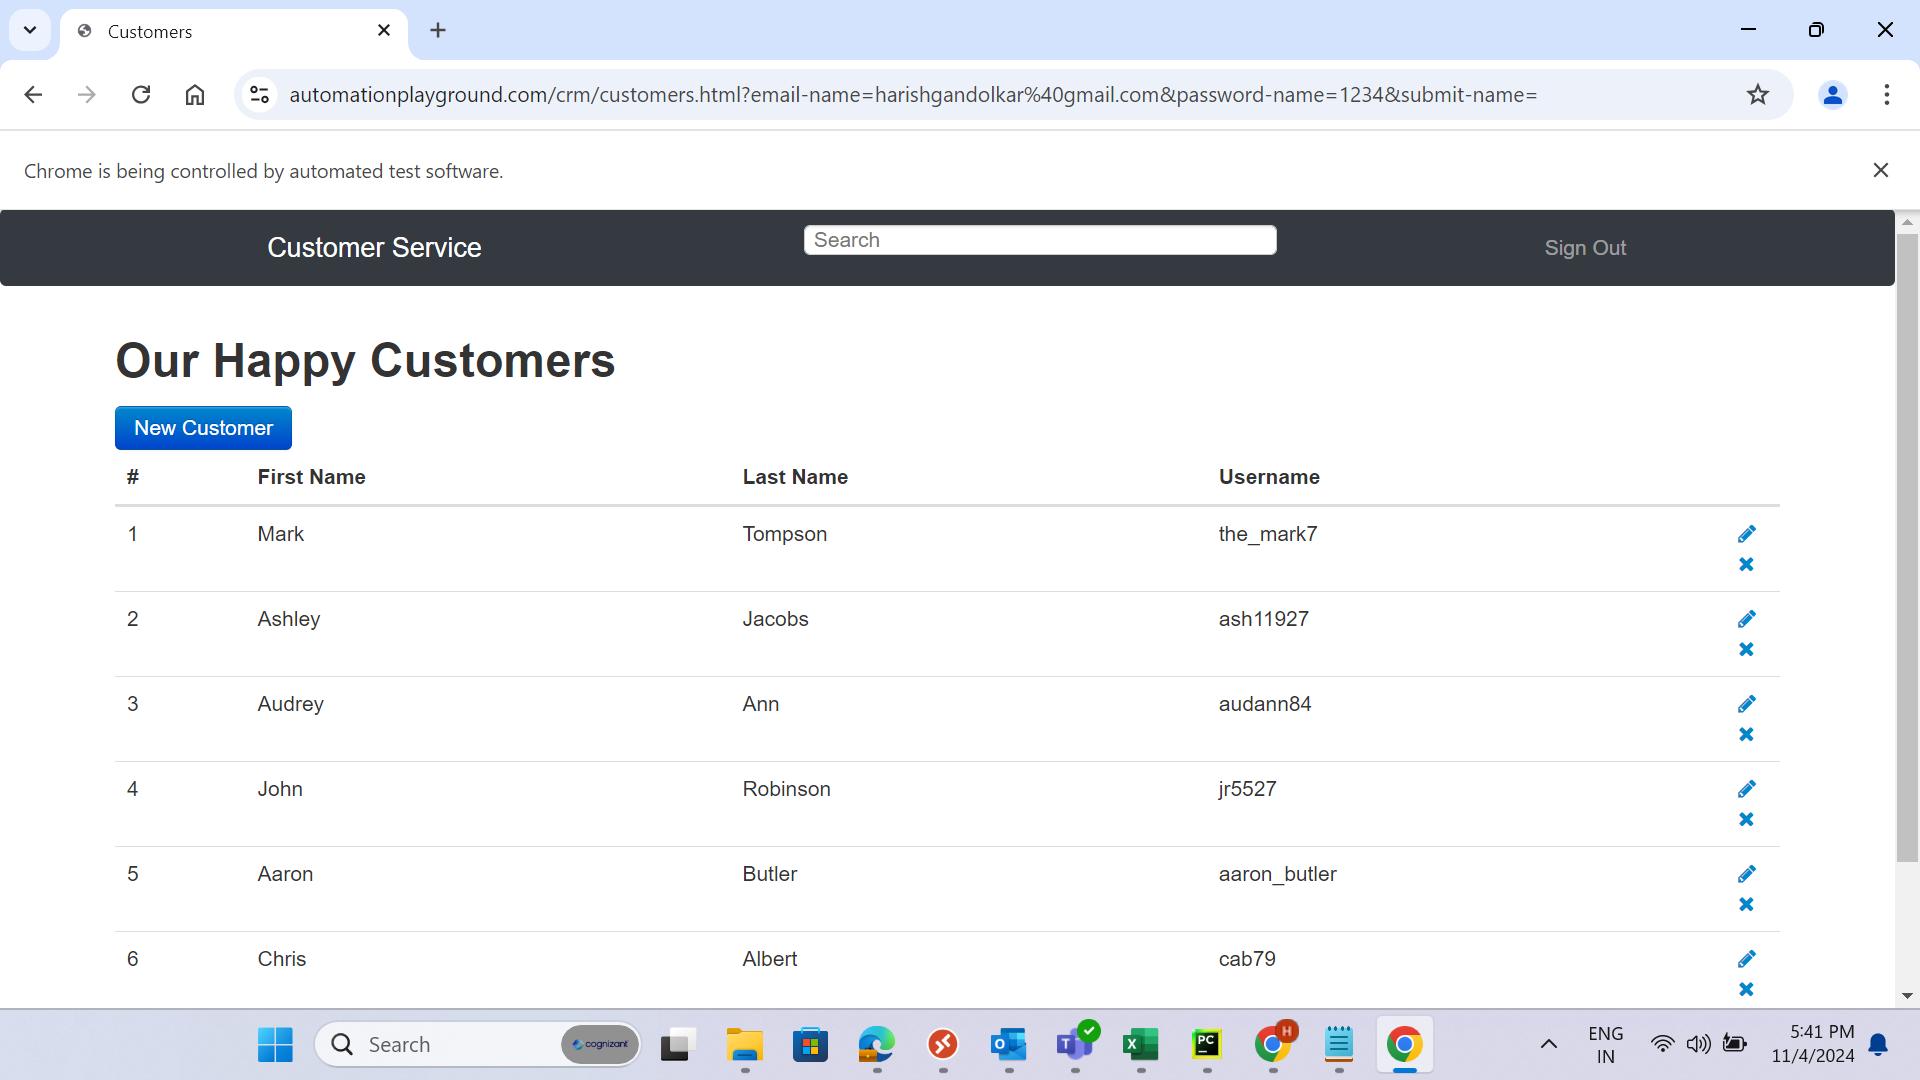 Customers
automationplayground.com/crm/customers.html?email-name=harishgandolkar%40gmail.com&password-name=1234&submit-name=
Chrome is being controlled by automated test software.
Customer Service
Search
Sign Out
Our Happy Customers
New Customer
# First Name Last Name Username
1 Mark Tompson the_mark7
2 Ashley Jacobs ash11927
3 Audrey Ann audann84
4 John Robinson jr5527
5 Aaron Butler aaron_butler
6 Chris Albert cab79
Search cognizant
O T X PC H
ENG
IN
5:41 PM
11/4/2024